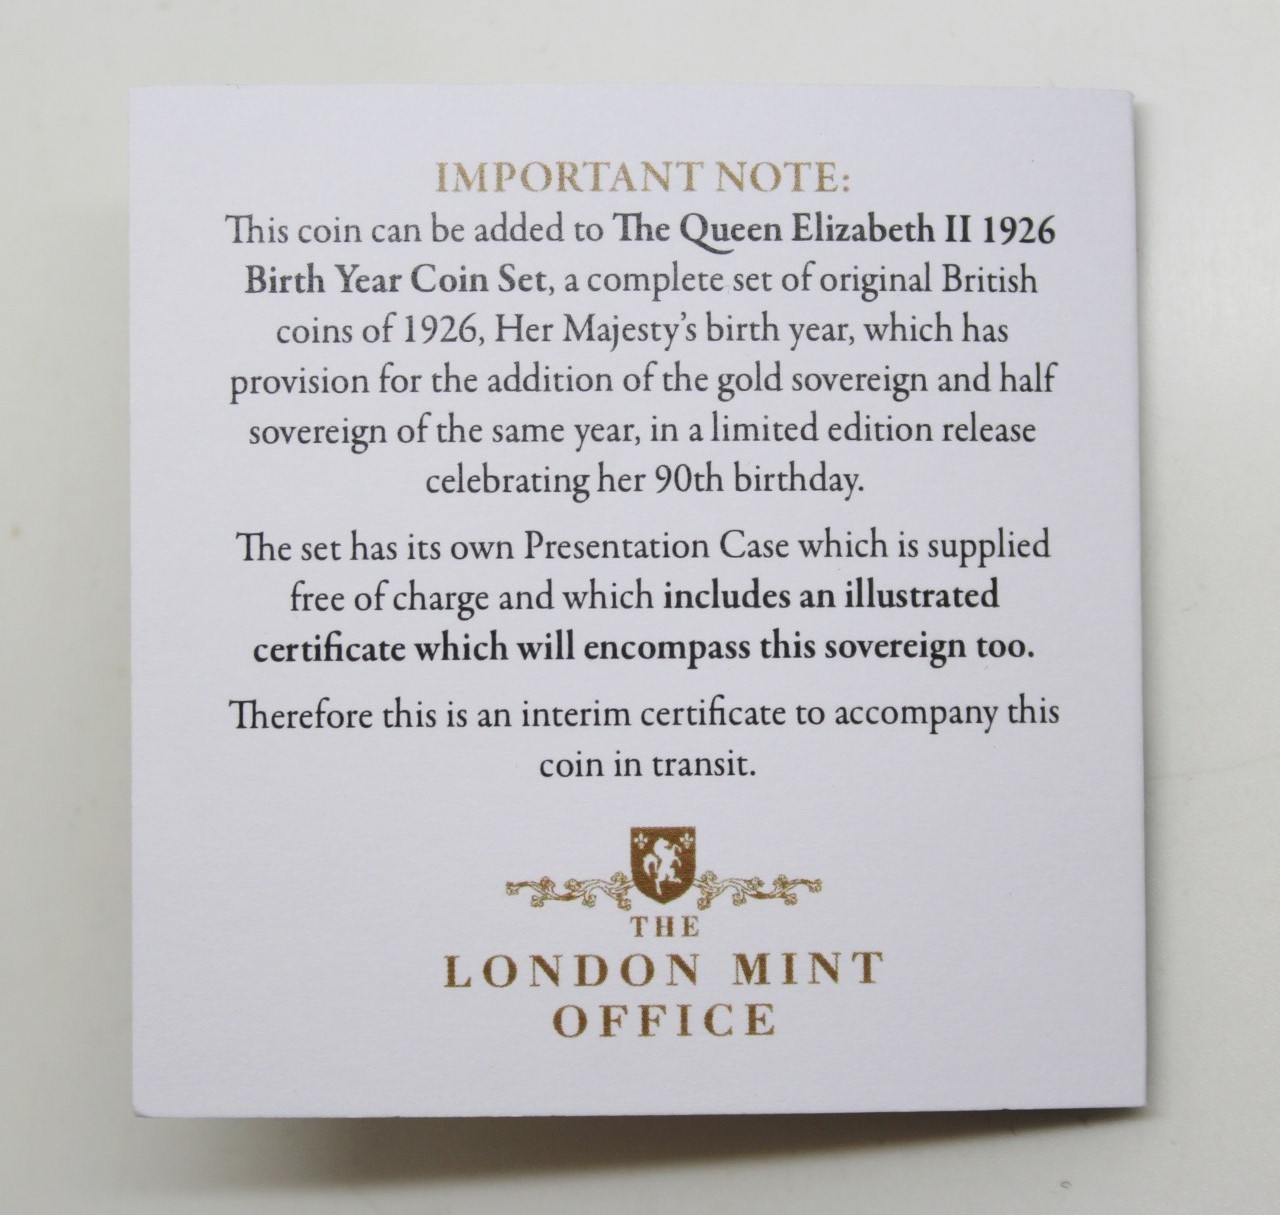 IMPORTANT NOTE:
This coin can be added to The Queen Elizabeth II 1926
Birth Year Coin Set, a complete set of original British
coins of 1926, Her Majesty's birth year, which has
provision for the addition of the gold sovereign and half
sovereign of the same year, in a limited edition release
celebrating her 90th birthday.
The set has its own Presentation Case which is supplied
free of charge and which includes an illustrated
certificate which will encompass this sovereign too.
Therefore this is an interim certificate to accompany this
coin in transit.
THE
LONDON MINT
OFFICE